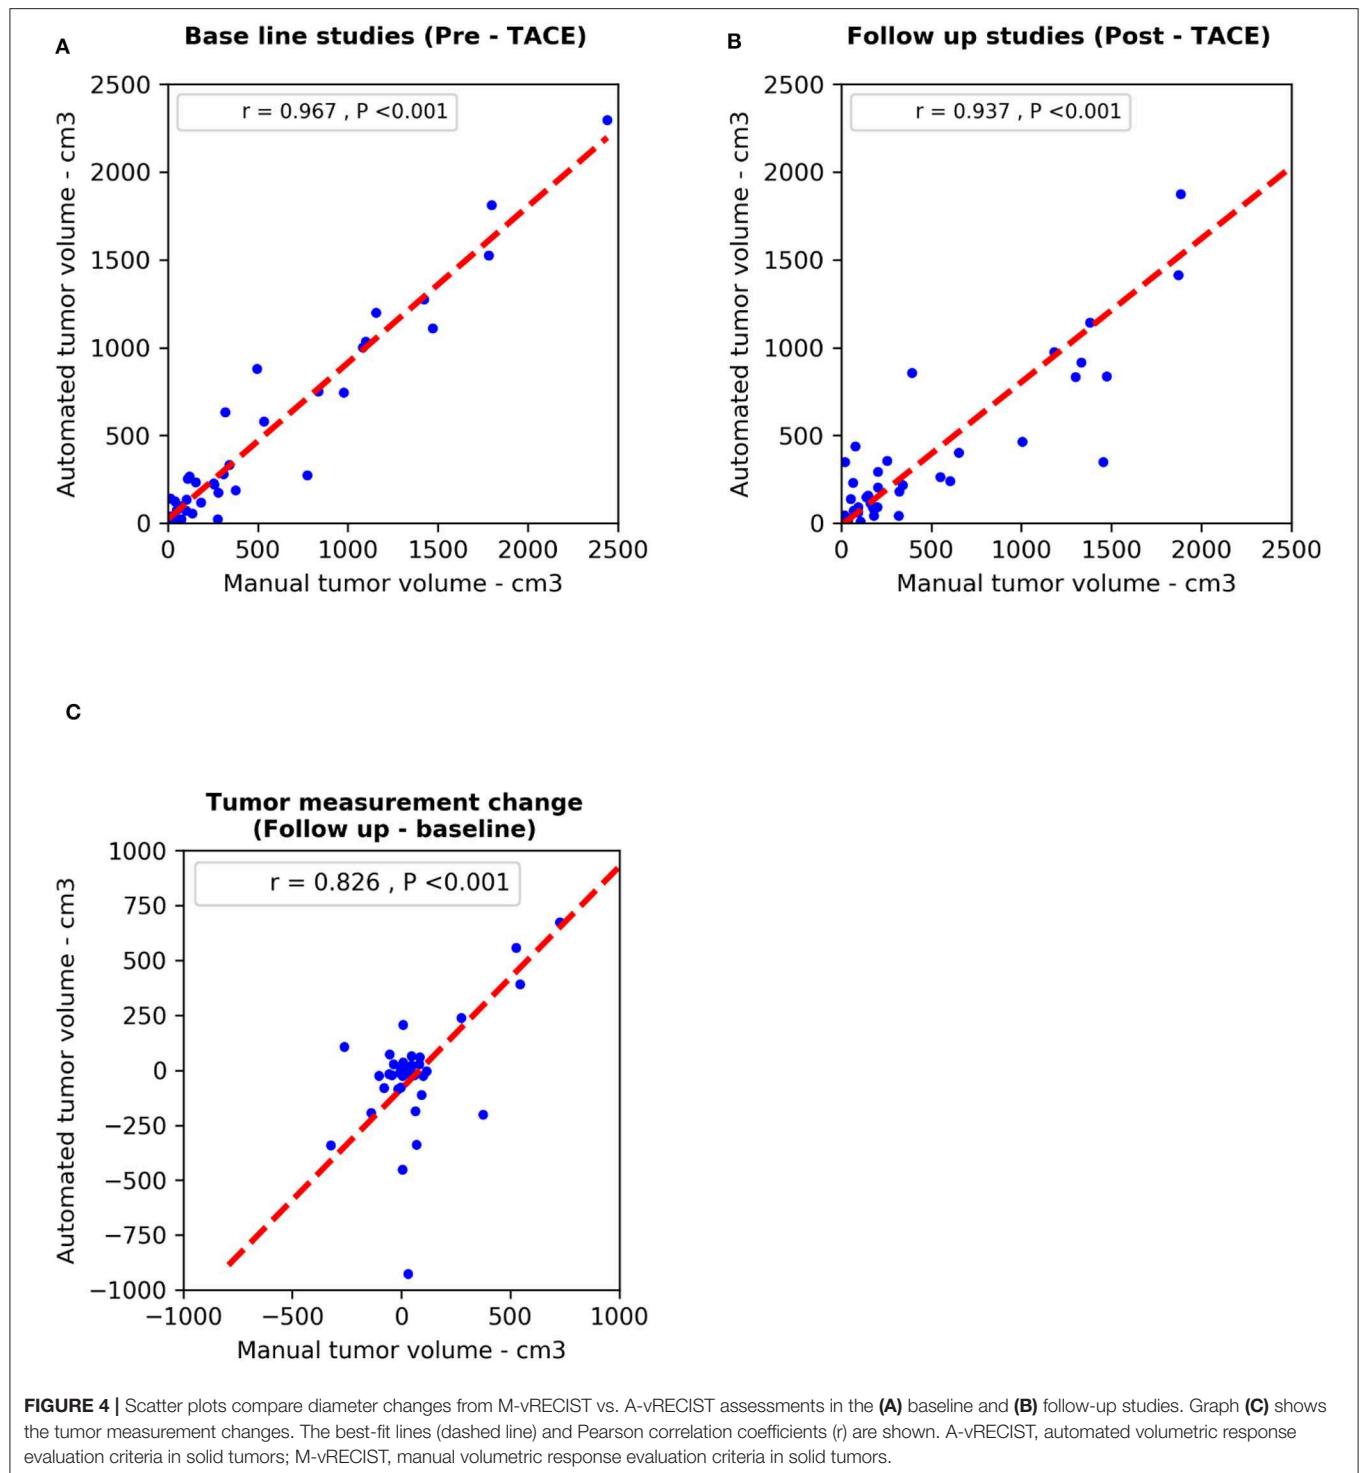 A
Base line studies (Pre - TACE)
r = 0.967 , P <0.001
Automated tumor volume - cm3
2500
2000
1500
1000
500
0
0 500 1000 1500 2000 2500
Manual tumor volume - cm3
B
Follow up studies (Post - TACE)
r = 0.937 , P <0.001
Automated tumor volume - cm3
2500
2000
1500
1000
500
0
0 500 1000 1500 2000 2500
Manual tumor volume - cm3
C
Tumor measurement change
(Follow up - baseline)
r = 0.826 , P <0.001
Automated tumor volume - cm3
1000
750
500
250
0
−250
−500
−750
−1000
−1000 −500 0 500 1000
Manual tumor volume - cm3
FIGURE 4 | Scatter plots compare diameter changes from M-vRECIST vs. A-vRECIST assessments in the (A) baseline and (B) follow-up studies. Graph (C) shows
the tumor measurement changes. The best-fit lines (dashed line) and Pearson correlation coefficients (r) are shown. A-vRECIST, automated volumetric response
evaluation criteria in solid tumors; M-vRECIST, manual volumetric response evaluation criteria in solid tumors.